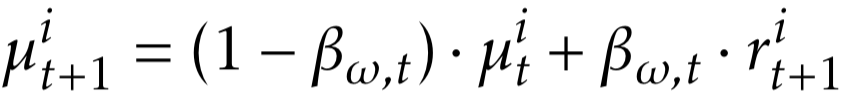 μ^i_{t+1} = (1 − β_{ω,t}) · μ^i_t + β_{ω,t} · r^i_{t+1}